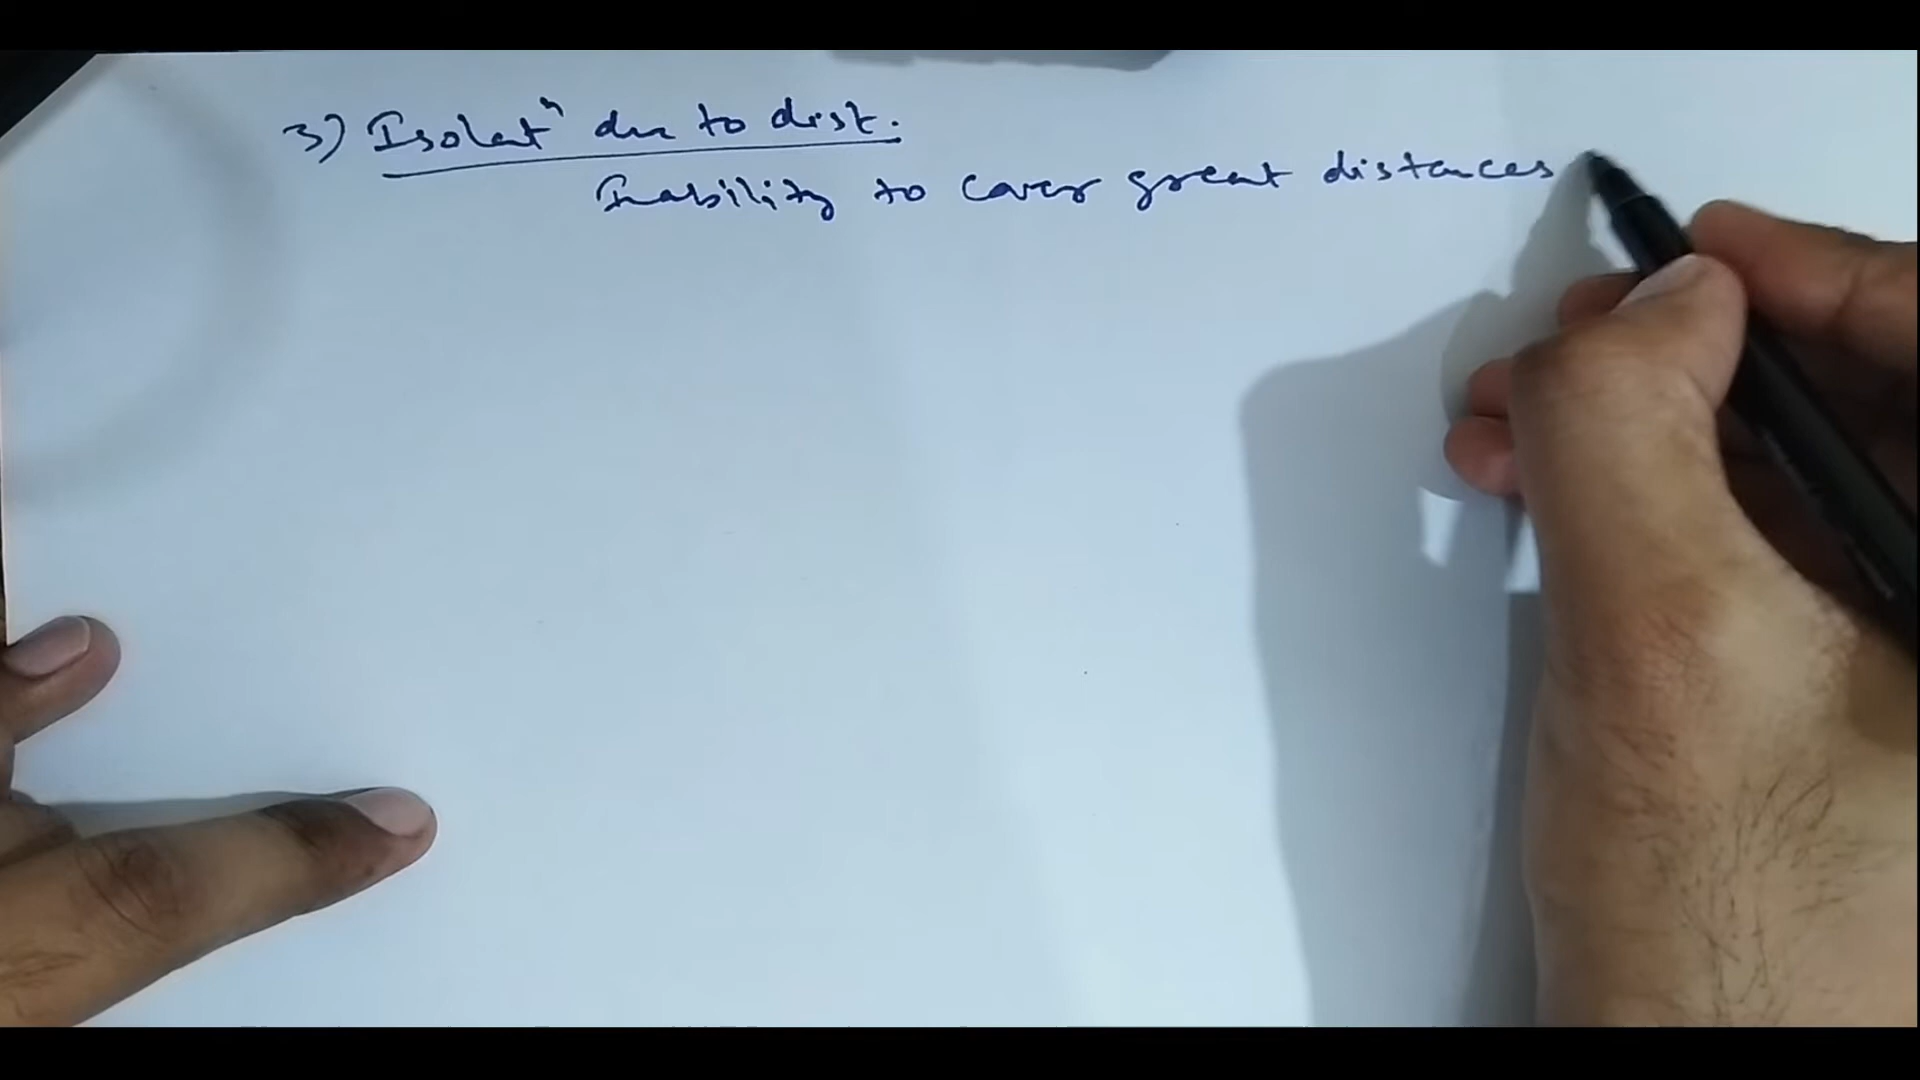 3) Isolatⁿ due to dist.
Inability to cover great distances